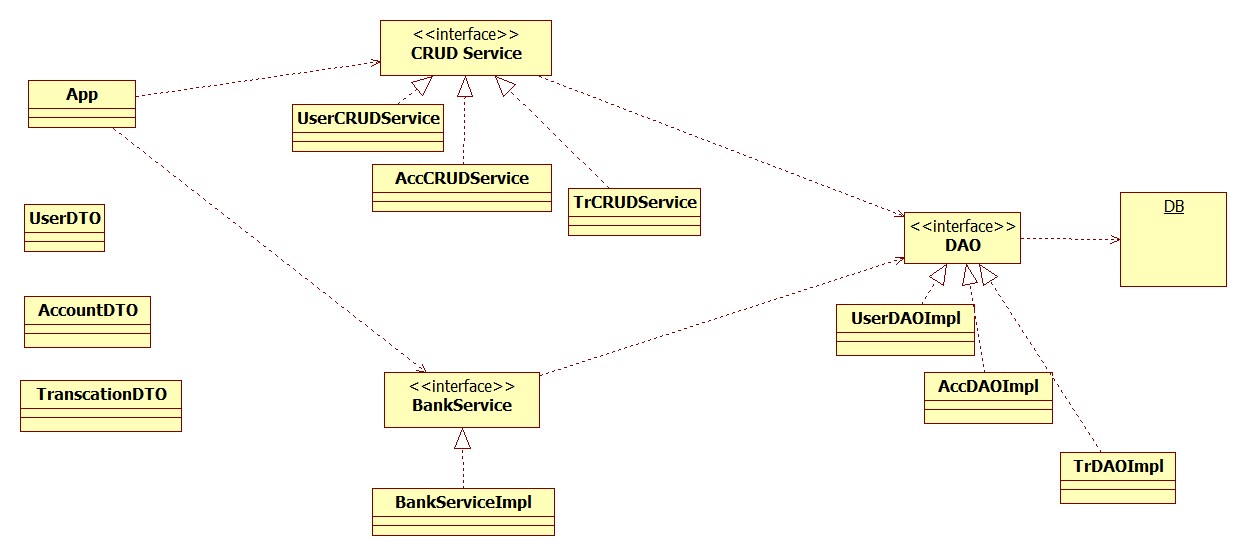 <<interface>>
CRUD Service
App
UserCRUDService
AccCRUDService
TrCRUDService
UserDTO
<<interface>>
DAO
DB
AccountDTO
UserDAOImpl
TranscationDTO
<<interface>>
BankService
AccDAOImpl
TrDAOImpl
BankServiceImpl